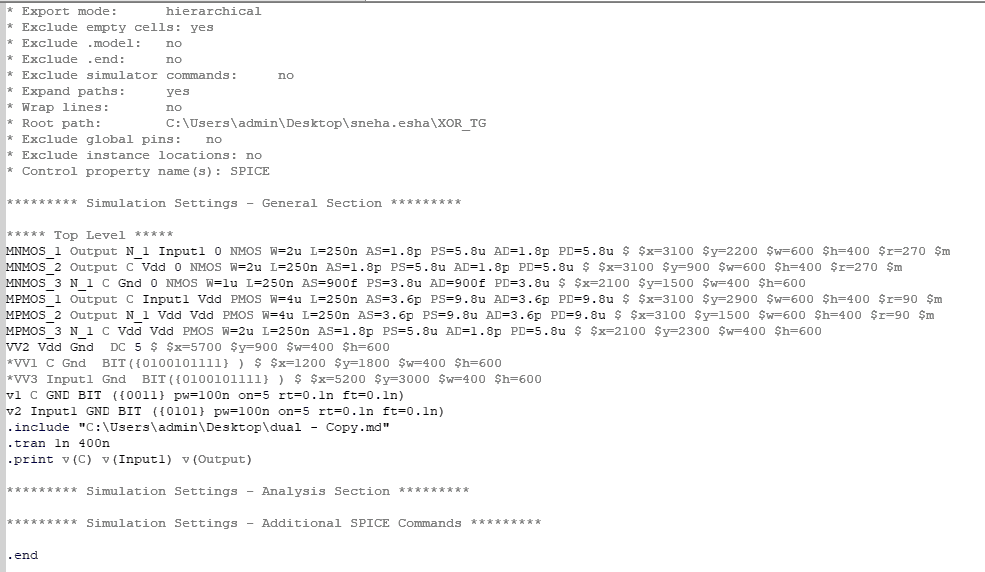 * Export mode: hierarchical
* Exclude empty cells: yes
* Exclude .model: no
* Exclude .end: no
* Exclude simulator commands: no
* Expand paths: yes
* Wrap lines: no
* Root path: C:\Users\admin\Desktop\sneha.esha\XOR_TG
* Exclude global pins: no
* Exclude instance locations: no
* Control property name(s): SPICE
********* Simulation Settings - General Section *********
***** Top Level *****
MNMOS_1 Output N_1 Input1 0 NMOS W=2u L=250n AS=1.8p PS=5.8u AD=1.8p PD=5.8u $ $x=3100 $y=2200 $w=600 $h=400 $r=270 $m
MNMOS_2 Output C Vdd 0 NMOS W=2u L=250n AS=1.8p PS=5.8u AD=1.8p PD=5.8u $ $x=3100 $y=900 $w=600 $h=400 $r=270 $m
MNMOS_3 N_1 C Gnd 0 NMOS W=1u L=250n AS=900f PS=3.8u AD=900f PD=3.8u $ $x=2100 $y=1500 $w=400 $h=600
MPMOS_1 Output C Input1 Vdd PMOS W=4u L=250n AS=3.6p PS=9.8u AD=3.6p PD=9.8u $ $x=3100 $y=2900 $w=600 $h=400 $r=90 $m
MPMOS_2 Output N_1 Vdd Vdd PMOS W=4u L=250n AS=3.6p PS=9.8u AD=3.6p PD=9.8u $ $x=3100 $y=1500 $w=600 $h=400 $r=90 $m
MPMOS_3 N_1 C Vdd Vdd PMOS W=2u L=250n AS=1.8p PS=5.8u AD=1.8p PD=5.8u $ $x=2100 $y=2300 $w=400 $h=600
VV2 Vdd Gnd DC 5 $ $x=5700 $y=900 $w=400 $h=600
*VV1 C Gnd BIT({0100101111} ) $ $x=1200 $y=1800 $w=400 $h=600
*VV3 Input1 Gnd BIT({0100101111} ) $ $x=5200 $y=3000 $w=400 $h=600
v1 C GND BIT ({0011} pw=100n on=5 rt=0.1n ft=0.1n)
v2 Input1 GND BIT ({0101} pw=100n on=5 rt=0.1n ft=0.1n)
.include "C:\Users\admin\Desktop\dual - Copy.md"
.tran 1n 400n
.print v(C) v(Input1) v(Output)
********* Simulation Settings - Analysis Section *********
********* Simulation Settings - Additional SPICE Commands *********
.end